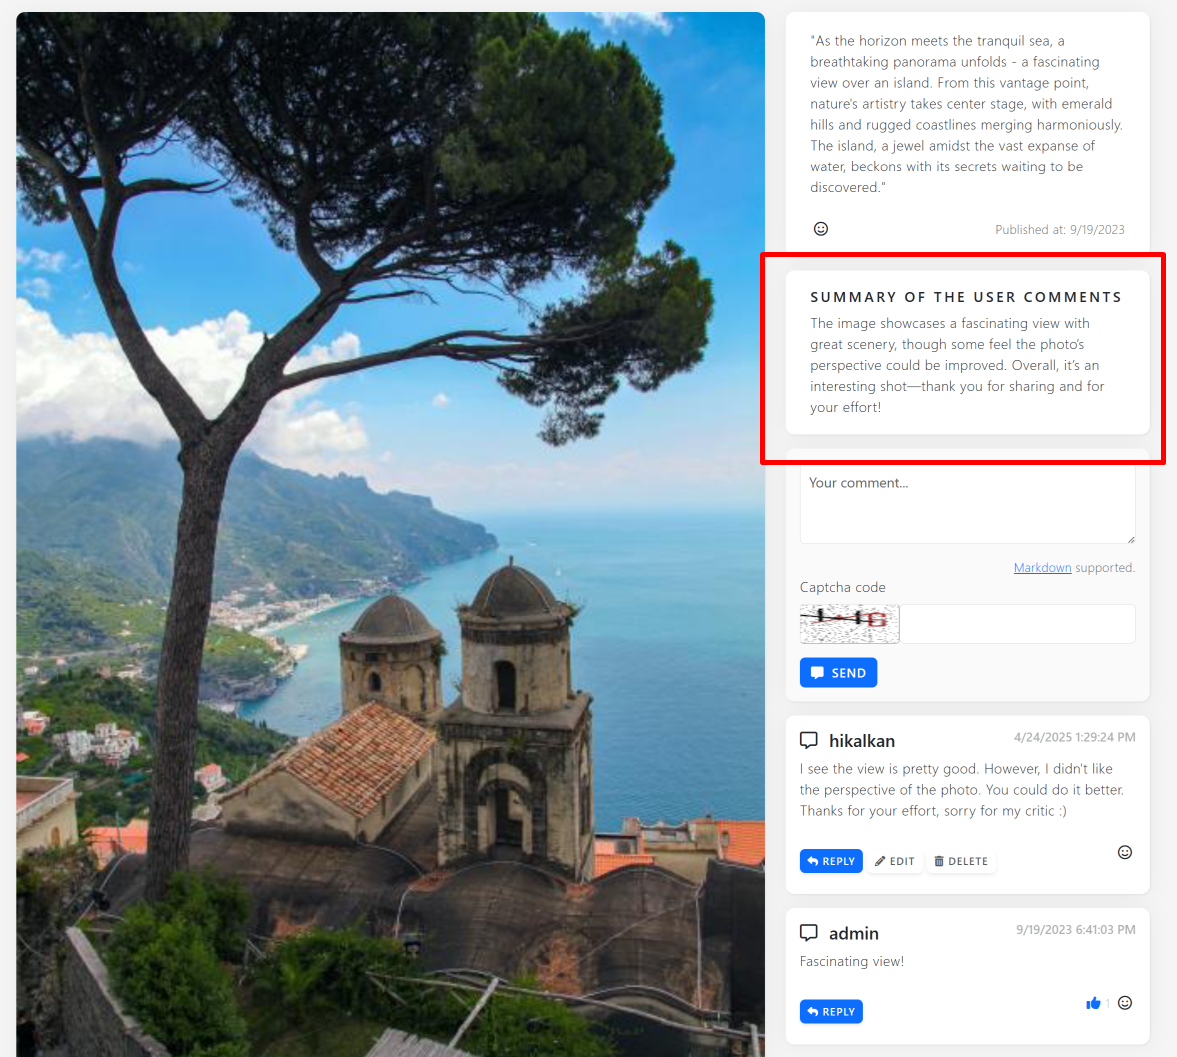 "As the horizon meets the tranquil sea, a
breathtaking panorama unfolds - a fascinating
view over an island. From this vantage point,
nature's artistry takes center stage, with emerald
hills and rugged coastlines merging harmoniously.
The island, a jewel amidst the vast expanse of
water, beckons with its secrets waiting to be
discovered."
Published at: 9/19/2023
SUMMARY OF THE USER COMMENTS
The image showcases a fascinating view with
great scenery, though some feel the photo's
perspective could be improved. Overall, it's an
interesting shot—thank you for sharing and for
your effort!
Your comment...
Markdown supported.
Captcha code
SEND
hikalkan 4/24/2025 1:29:24 PM
I see the view is pretty good. However, I didn't like
the perspective of the photo. You could do it better.
Thanks for your effort, sorry for my critic :)
REPLY EDIT DELETE
admin 9/19/2023 6:41:03 PM
Fascinating view!
REPLY 1